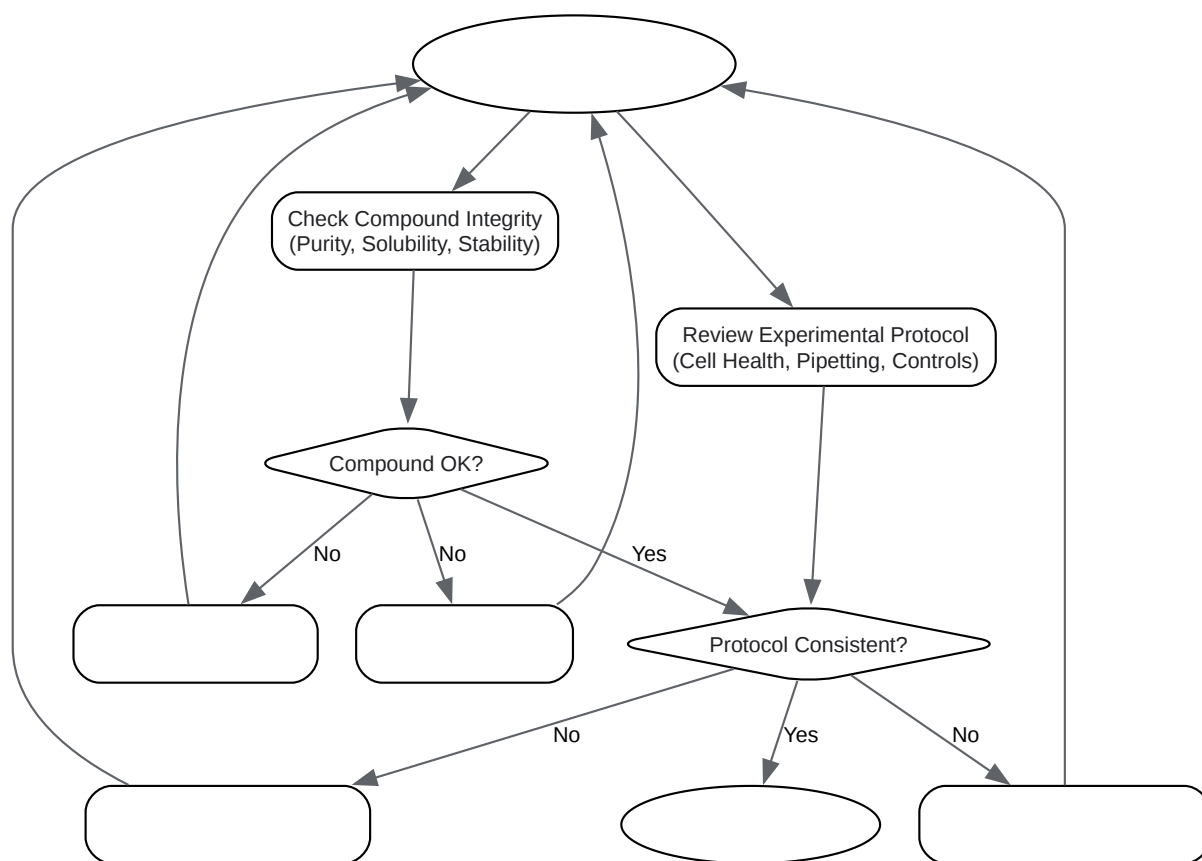 Check Compound Integrity
(Purity, Solubility, Stability)
Review Experimental Protocol
(Cell Health, Pipetting, Controls)
Compound OK?
No
No
Yes
Protocol Consistent?
No
Yes
No